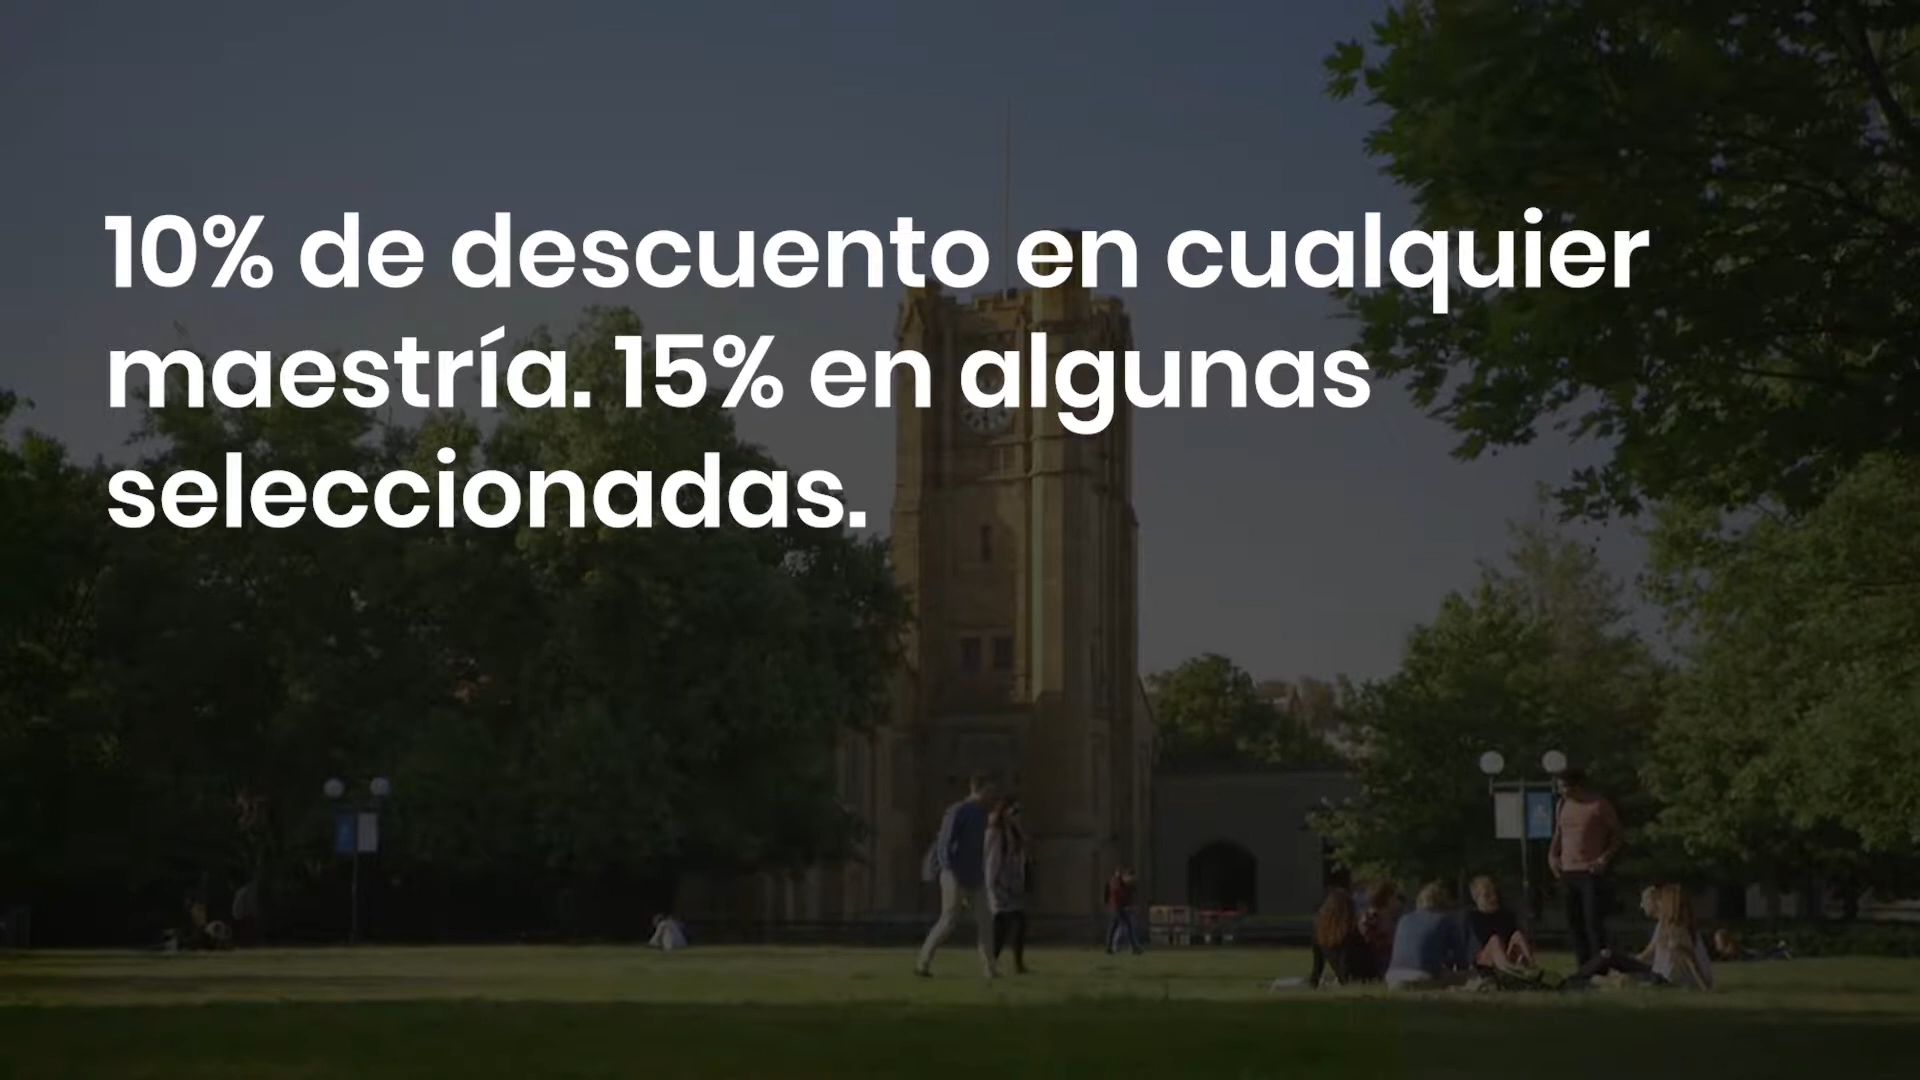 10% de descuento en cualquier
maestría. 15% en algunas
seleccionadas.